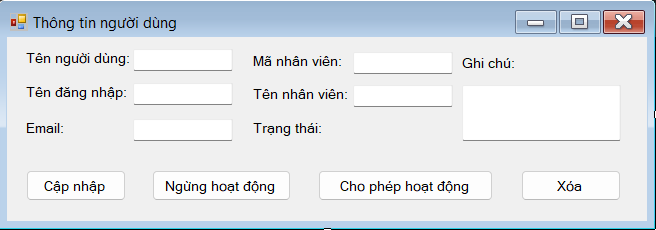 Thông tin người dùng
Tên người dùng: Mã nhân viên: Ghi chú:
Tên đăng nhập: Tên nhân viên:
Email: Trạng thái:
Cập nhập Ngừng hoạt động Cho phép hoạt động Xóa